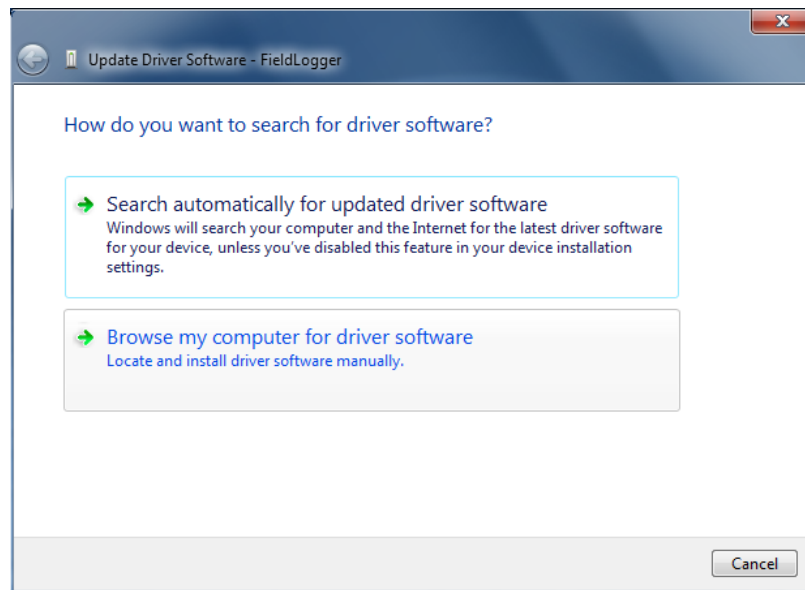 Update Driver Software - FieldLogger
How do you want to search for driver software?
Search automatically for updated driver software
Windows will search your computer and the Internet for the latest driver software
for your device, unless you've disabled this feature in your device installation
settings.
Browse my computer for driver software
Locate and install driver software manually.
Cancel